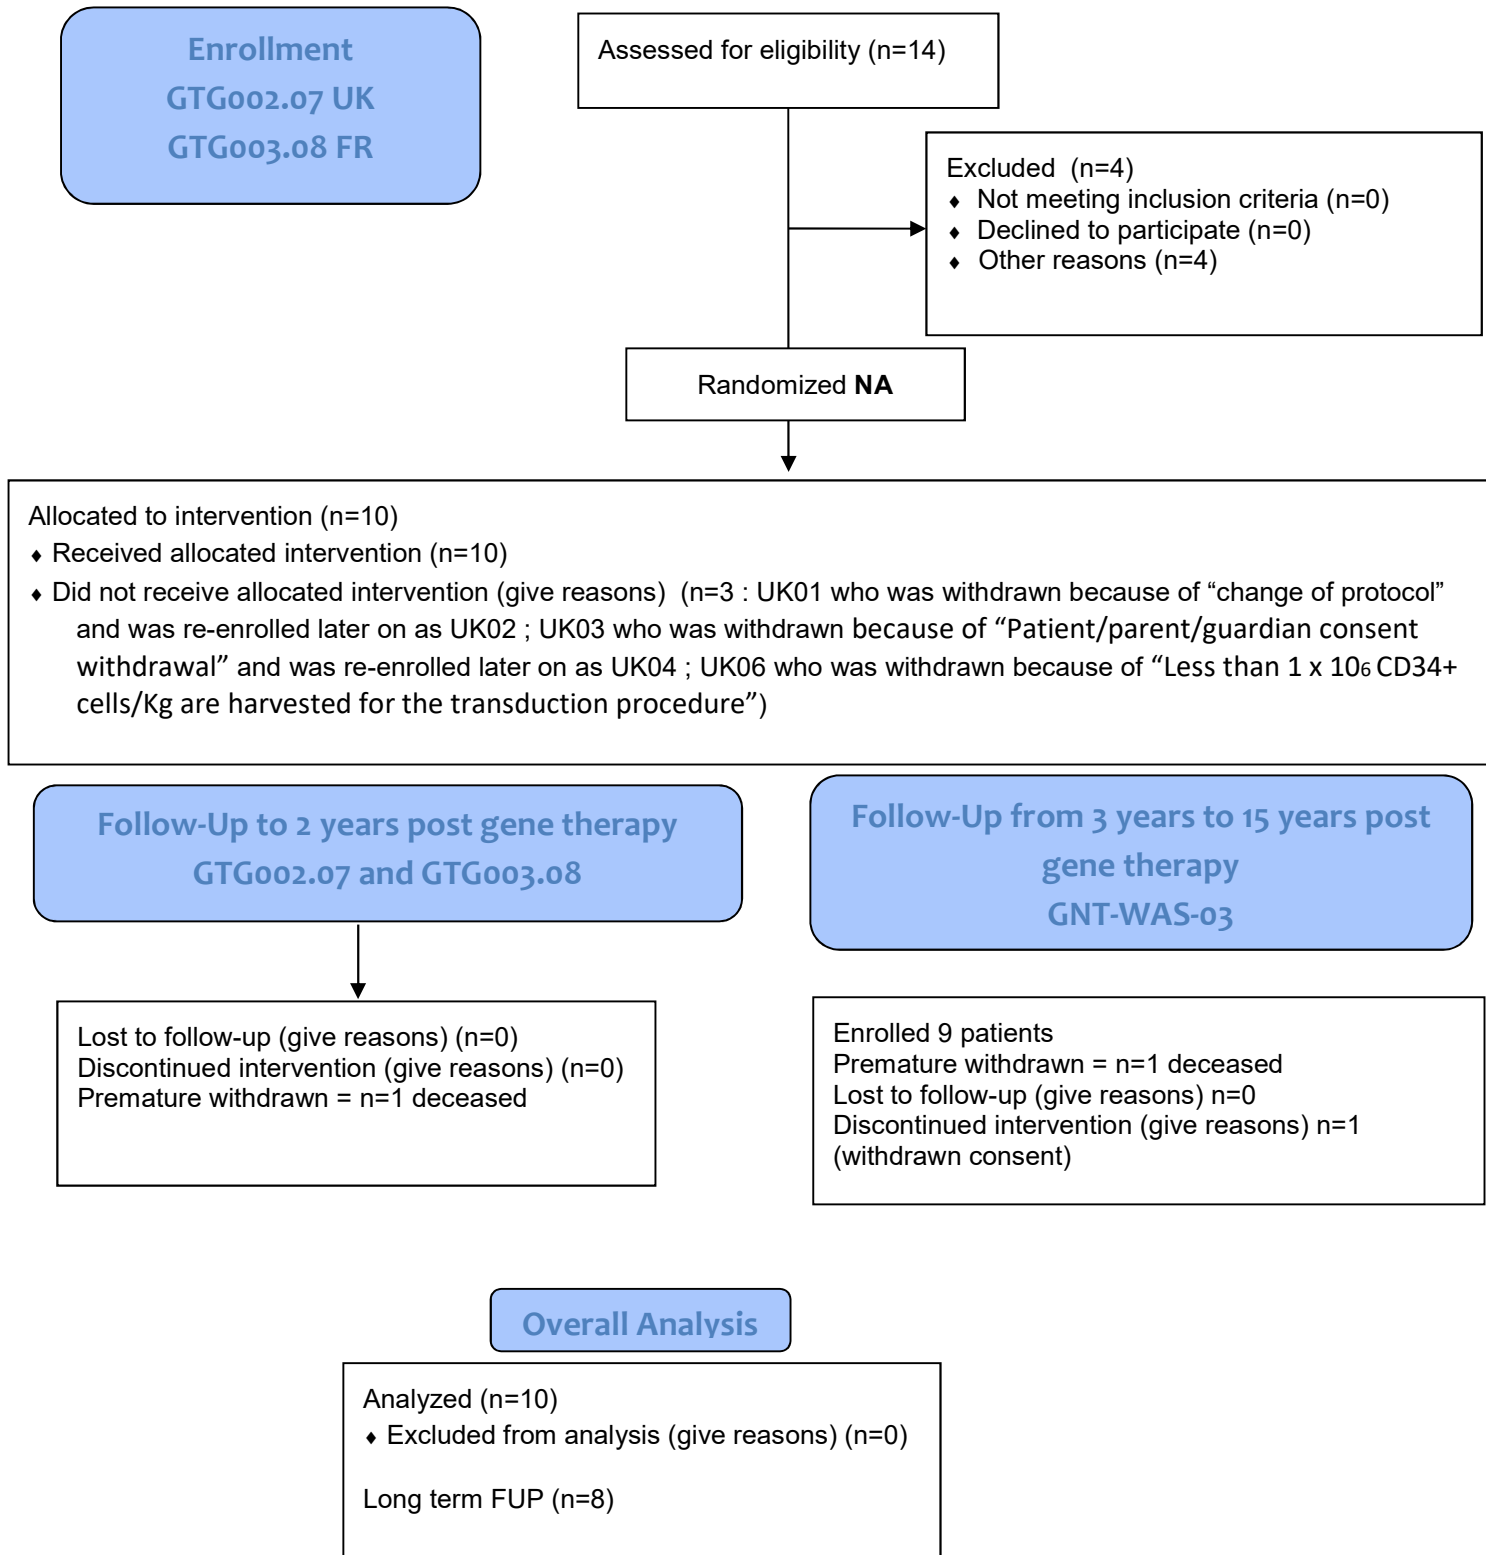 Enrollment
GTG002.07 UK
GTG003.08 FR
Assessed for eligibility (n=14)
Excluded (n=4)
♦ Not meeting inclusion criteria (n=0)
♦ Declined to participate (n=0)
♦ Other reasons (n=4)
Randomized NA
Allocated to intervention (n=10)
♦ Received allocated intervention (n=10)
♦ Did not receive allocated intervention (give reasons) (n=3 : UK01 who was withdrawn because of “change of protocol”
and was re-enrolled later on as UK02 ; UK03 who was withdrawn because of “Patient/parent/guardian consent
withdrawal” and was re-enrolled later on as UK04 ; UK06 who was withdrawn because of “Less than 1 x 10₆ CD34+
cells/Kg are harvested for the transduction procedure”)
Follow-Up to 2 years post gene therapy
GTG002.07 and GTG003.08
Lost to follow-up (give reasons) (n=0)
Discontinued intervention (give reasons) (n=0)
Premature withdrawn = n=1 deceased
Follow-Up from 3 years to 15 years post
gene therapy
GNT-WAS-03
Enrolled 9 patients
Premature withdrawn = n=1 deceased
Lost to follow-up (give reasons) n=0
Discontinued intervention (give reasons) n=1
(withdrawn consent)
Overall Analysis
Analyzed (n=10)
♦ Excluded from analysis (give reasons) (n=0)
Long term FUP (n=8)